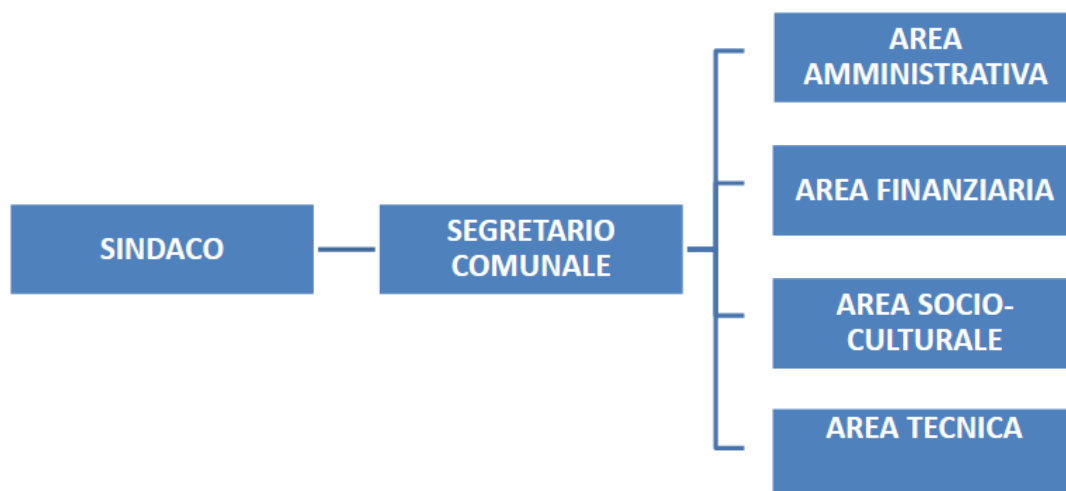 SINDACO
SEGRETARIO
COMUNALE
AREA
AMMINISTRATIVA
AREA FINANZIARIA
AREA SOCIO-
CULTURALE
AREA TECNICA